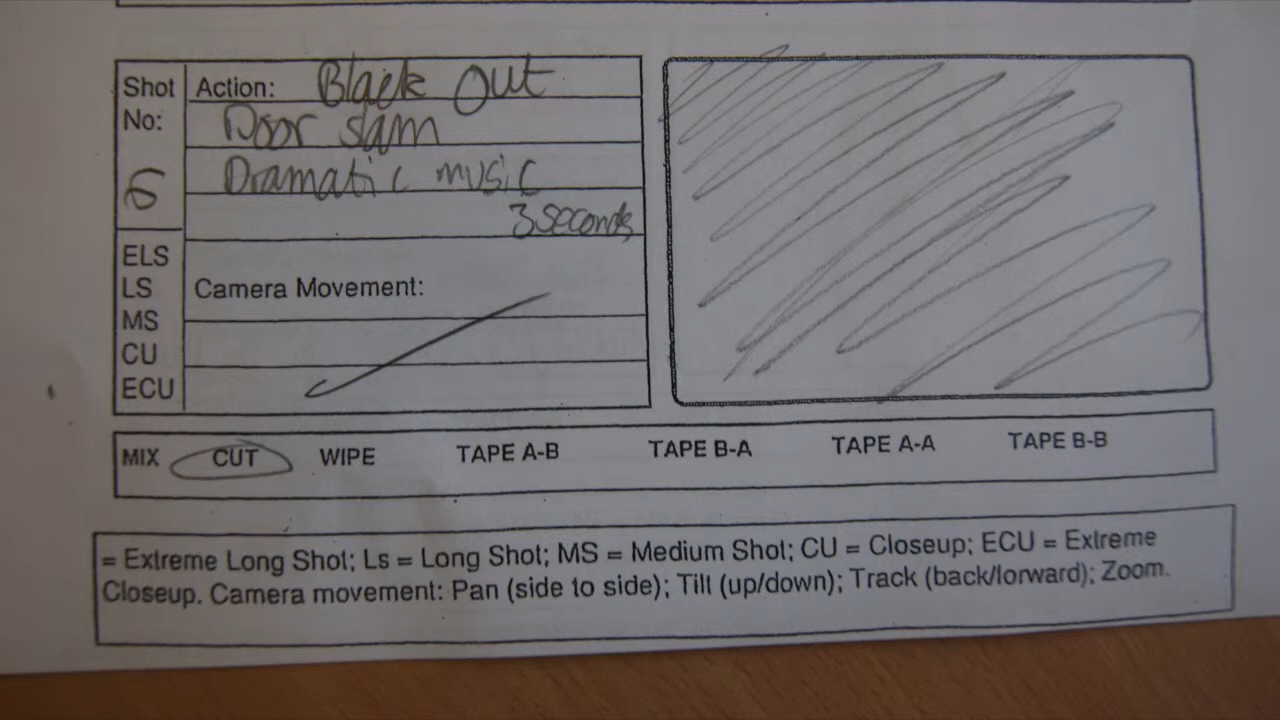 Shot
No:
6
Action: Black Out
Door slam
Dramatic music
3 seconds
ELS
LS
MS
CU
ECU
Camera Movement:
MIX CUT WIPE TAPE A-B TAPE B-A TAPE A-A TAPE B-B
= Extreme Long Shot; Ls = Long Shot; MS = Medium Shot; CU = Closeup; ECU = Extreme
Closeup. Camera movement: Pan (side to side); Tilt (up/down); Track (back/forward); Zoom.